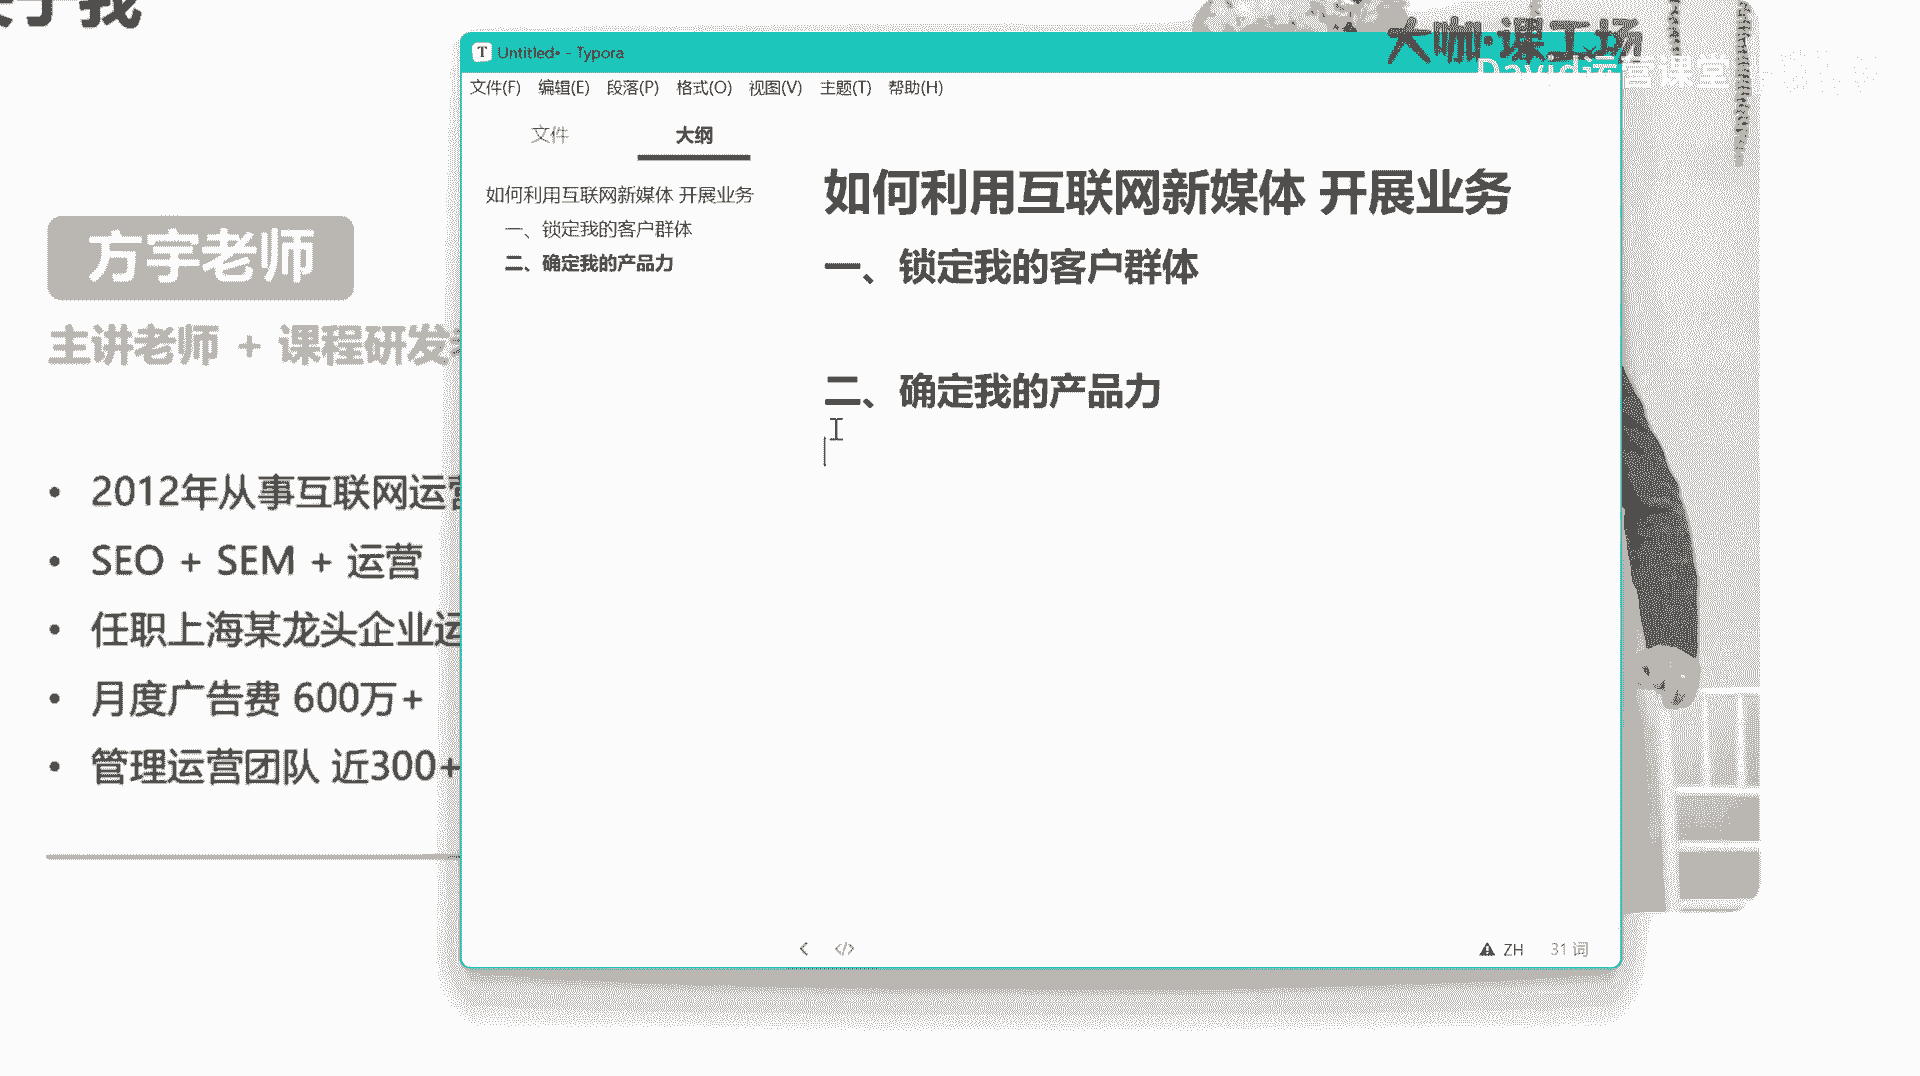 于我
大咖·课工场
David运营课堂
方宇老师
主讲老师 + 课程研发
2012年从事互联网运营
SEO + SEM + 运营
任职上海某龙头企业运
月度广告费 600万+
管理运营团队 近300+
Untitled• - Typora
文件(F) 编辑(E) 段落(P) 格式(O) 视图(V) 主题(T) 帮助(H)
文件 大纲
如何利用互联网新媒体 开展业务
一、锁定我的客户群体
二、确定我的产品力
如何利用互联网新媒体 开展业务
一、锁定我的客户群体
二、确定我的产品力
ZH 31 词